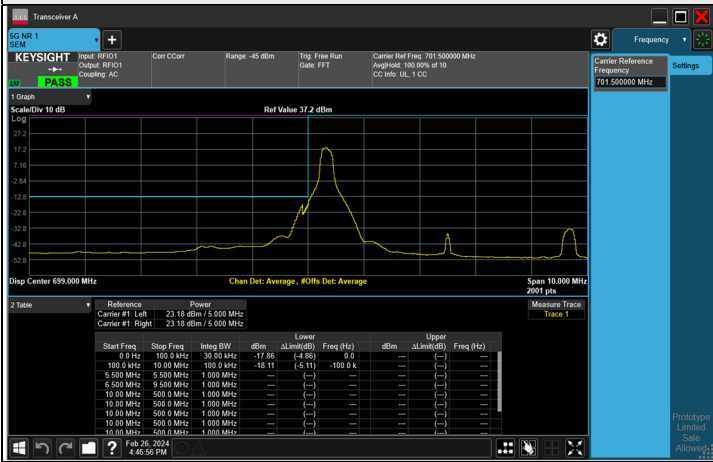 Transceiver A
5G NR 1
SEM
Frequency
KEYSIGHT
Input: RFIO1
Output: RFIO1
Coupling: AC
Corr CCorr
Range: -45 dBm
Trig: Free Run
Gate: FFT
Carrier Ref Freq: 701.500000 MHz
Avg|Hold: 100.00% of 10
CC Info: UL, 1 CC
PASS
Carrier Reference
Frequency
701.500000 MHz
Settings
1 Graph
Scale/Div 10 dB
Ref Value 37.2 dBm
Log
27.2
17.2
7.16
-2.84
-12.8
-22.8
-32.8
-42.8
-52.8
Disp Center 699.000 MHz
Chan Det: Average , #Offs Det: Average
Span 10.000 MHz
2001 pts
2 Table
Reference Power
Carrier #1: Left 23.18 dBm / 5.000 MHz
Carrier #1: Right 23.18 dBm / 5.000 MHz
Measure Trace
Trace 1
Lower Upper
Start Freq Stop Freq Integ BW dBm ΔLimit(dB) Freq (Hz) dBm ΔLimit(dB) Freq (Hz)
0.0 Hz 100.0 kHz 30.00 kHz -17.86 (-4.86) 0.0 --- (---) ---
100.0 kHz 10.00 MHz 100.0 kHz -18.11 (-5.11) -100.0 k --- (---) ---
5.500 MHz 5.500 MHz 1.000 MHz --- (---) --- --- (---) ---
6.500 MHz 9.500 MHz 1.000 MHz --- (---) --- --- (---) ---
10.00 MHz 500.0 MHz 1.000 MHz --- (---) --- --- (---) ---
10.00 MHz 500.0 MHz 1.000 MHz --- (---) --- --- (---) ---
10.00 MHz 500.0 MHz 1.000 MHz --- (---) --- --- (---) ---
10.00 MHz 500.0 MHz 1.000 MHz --- (---) --- --- (---) ---
Feb 26, 2024
4:46:56 PM
Prototype
Limited
Sale
Allowed